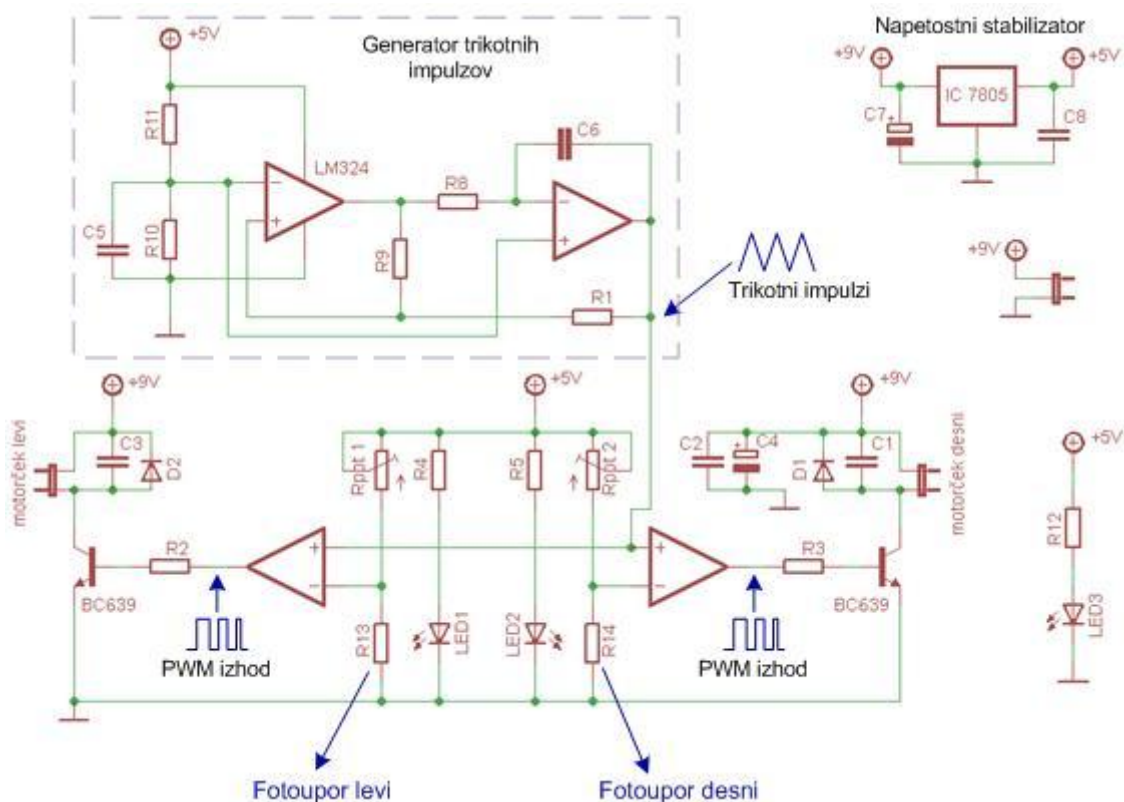 +5V
Generator trikotnih
impulzov
Napetostni stabilizator
+9V
+5V
IC 7805
C7
+
C8
R11
C6
LM324
R8
C5
R10
R9
R1
Trikotni impulzi
+9V
+9V
+5V
+9V
+5V
motorček levi
C3
D2
Rppt 1
R4
R5
Rppt 2
C2
C4
+
D1
C1
motorček desni
R12
R2
R3
BC639
BC639
R13
LED1
LED2
R14
LED3
PWM izhod
PWM izhod
Fotoupor levi
Fotoupor desni